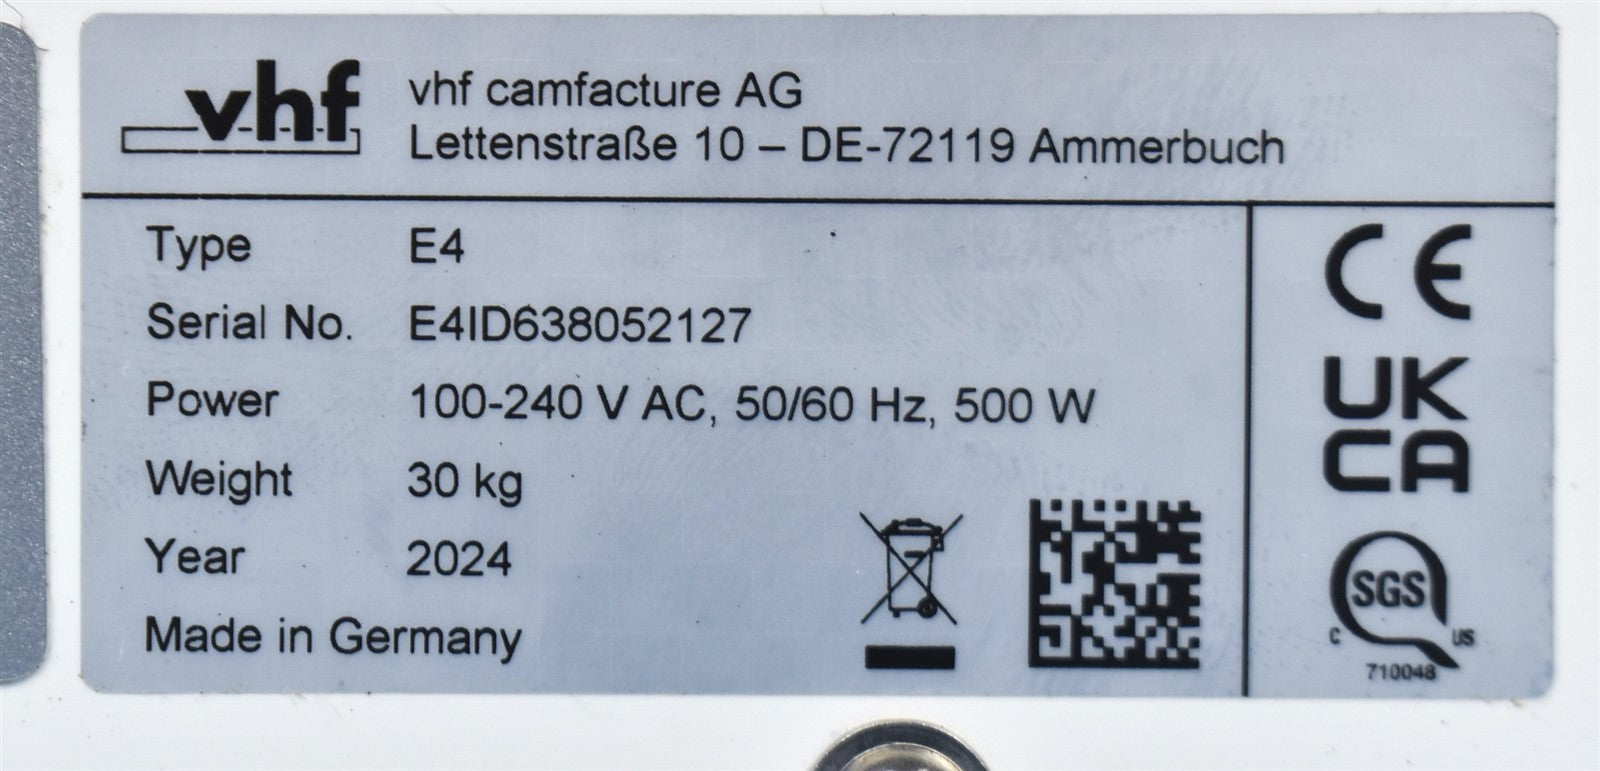 vhf
vhf camfacture AG
Lettenstraße 10 – DE-72119 Ammerbuch
Type E4
Serial No. E4ID638052127
Power 100-240 V AC, 50/60 Hz, 500 W
Weight 30 kg
Year 2024
Made in Germany
CE
UK
CA
SGS
C US
710048